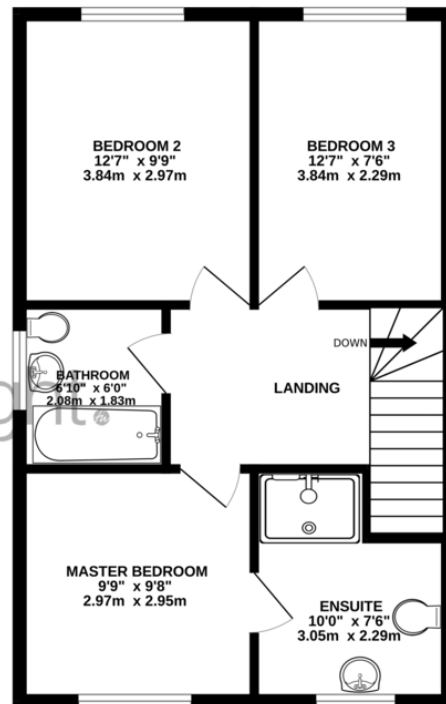 BEDROOM 2
12'7" x 9'9"
3.84m x 2.97m
BEDROOM 3
12'7" x 7'6"
3.84m x 2.29m
DOWN
BATHROOM
6'10" x 6'0"
2.08m x 1.83m
LANDING
MASTER BEDROOM
9'9" x 9'8"
2.97m x 2.95m
ENSUITE
10'0" x 7'6"
3.05m x 2.29m